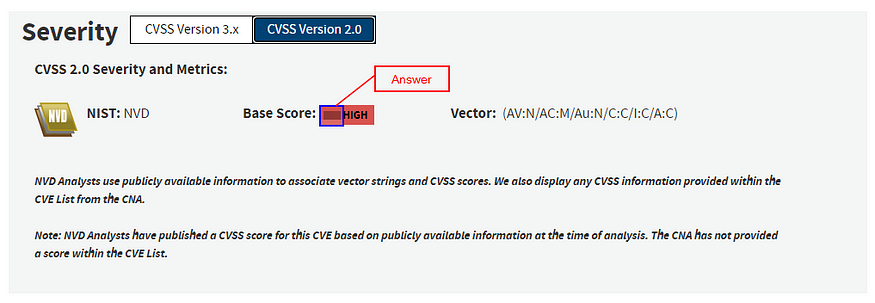 Severity CVSS Version 3.x CVSS Version 2.0
CVSS 2.0 Severity and Metrics:
Answer
NVD NIST: NVD Base Score: HIGH Vector: (AV:N/AC:M/Au:N/C:C/I:C/A:C)
NVD Analysts use publicly available information to associate vector strings and CVSS scores. We also display any CVSS information provided within the
CVE List from the CNA.
Note: NVD Analysts have published a CVSS score for this CVE based on publicly available information at the time of analysis. The CNA has not provided
a score within the CVE List.